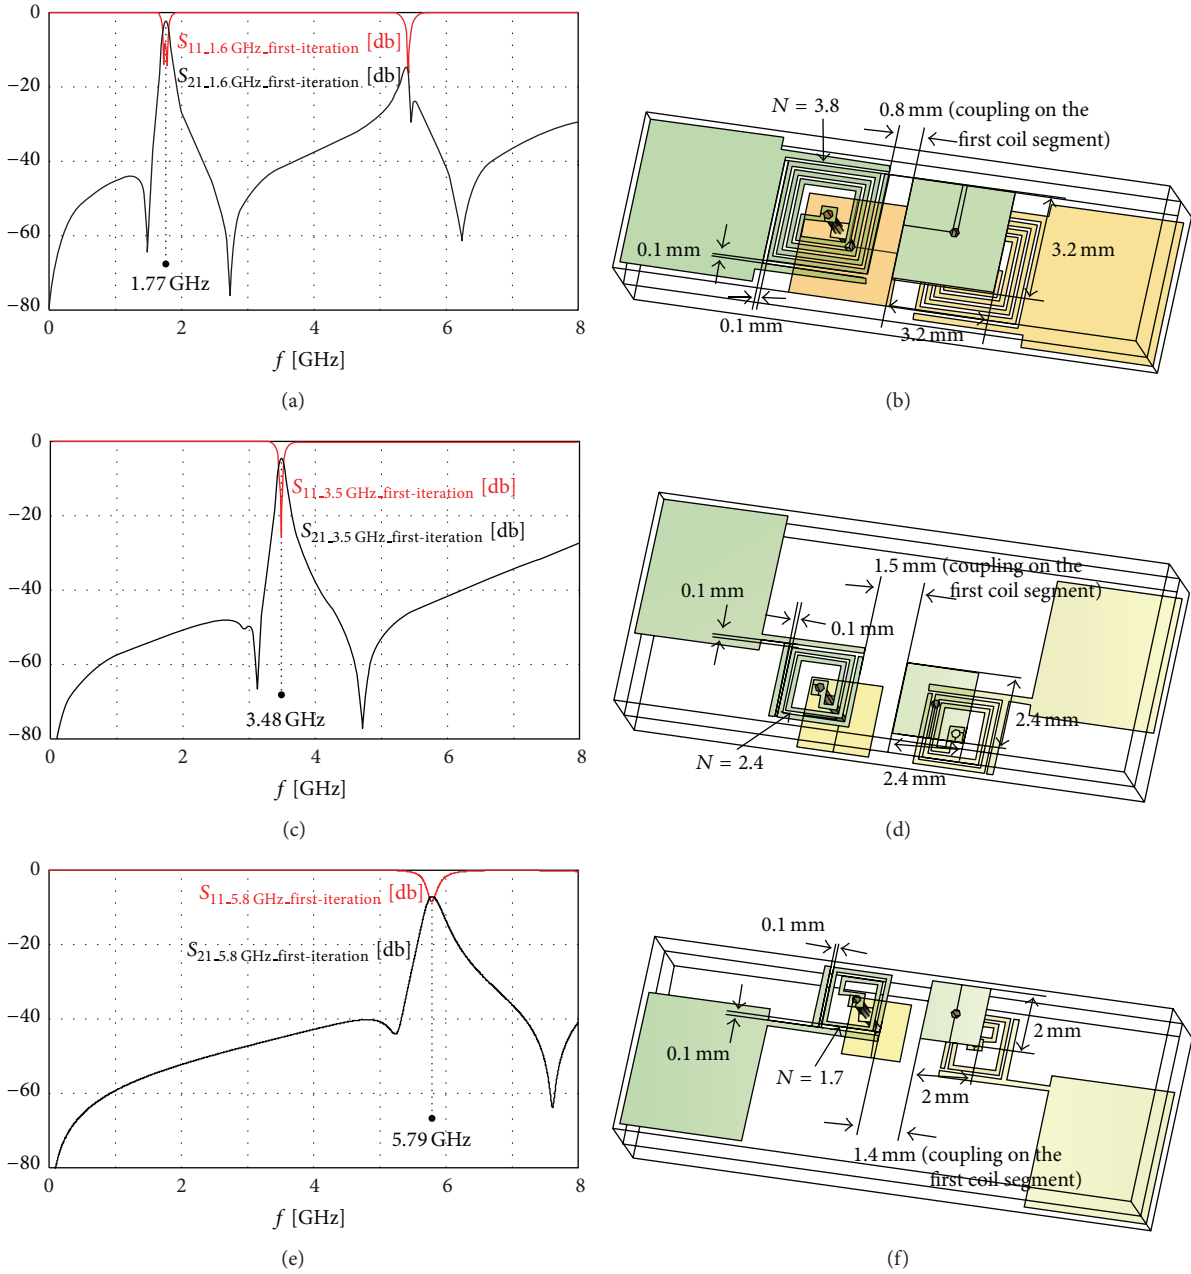 0
−20
−40
−60
−80
0 2 4 6 8
f [GHz]
S11_1.6 GHz_first-iteration [db]
S21_1.6 GHz_first-iteration [db]
1.77 GHz
(a)
N = 3.8
0.8 mm (coupling on the
first coil segment)
0.1 mm
0.1 mm
3.2 mm
3.2 mm
(b)
0
−20
−40
−60
−80
0 2 4 6 8
f [GHz]
S11_3.5 GHz_first-iteration [db]
S21_3.5 GHz_first-iteration [db]
3.48 GHz
(c)
1.5 mm (coupling on the
first coil segment)
0.1 mm
0.1 mm
N = 2.4
2.4 mm
2.4 mm
(d)
0
−20
−40
−60
−80
0 2 4 6 8
f [GHz]
S11_5.8 GHz_first-iteration [db]
S21_5.8 GHz_first-iteration [db]
5.79 GHz
(e)
0.1 mm
0.1 mm
N = 1.7
2 mm
2 mm
1.4 mm (coupling on the
first coil segment)
(f)